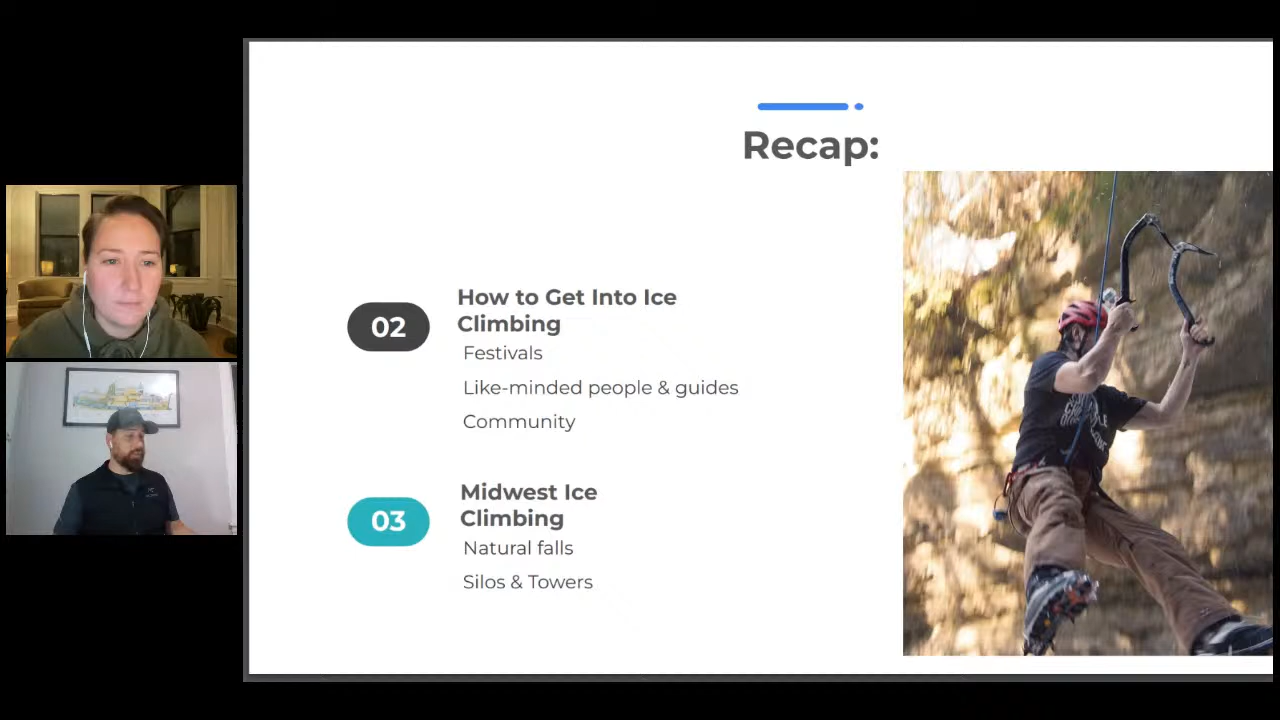 Recap:
02
How to Get Into Ice
Climbing
Festivals
Like-minded people & guides
Community
03
Midwest Ice
Climbing
Natural falls
Silos & Towers